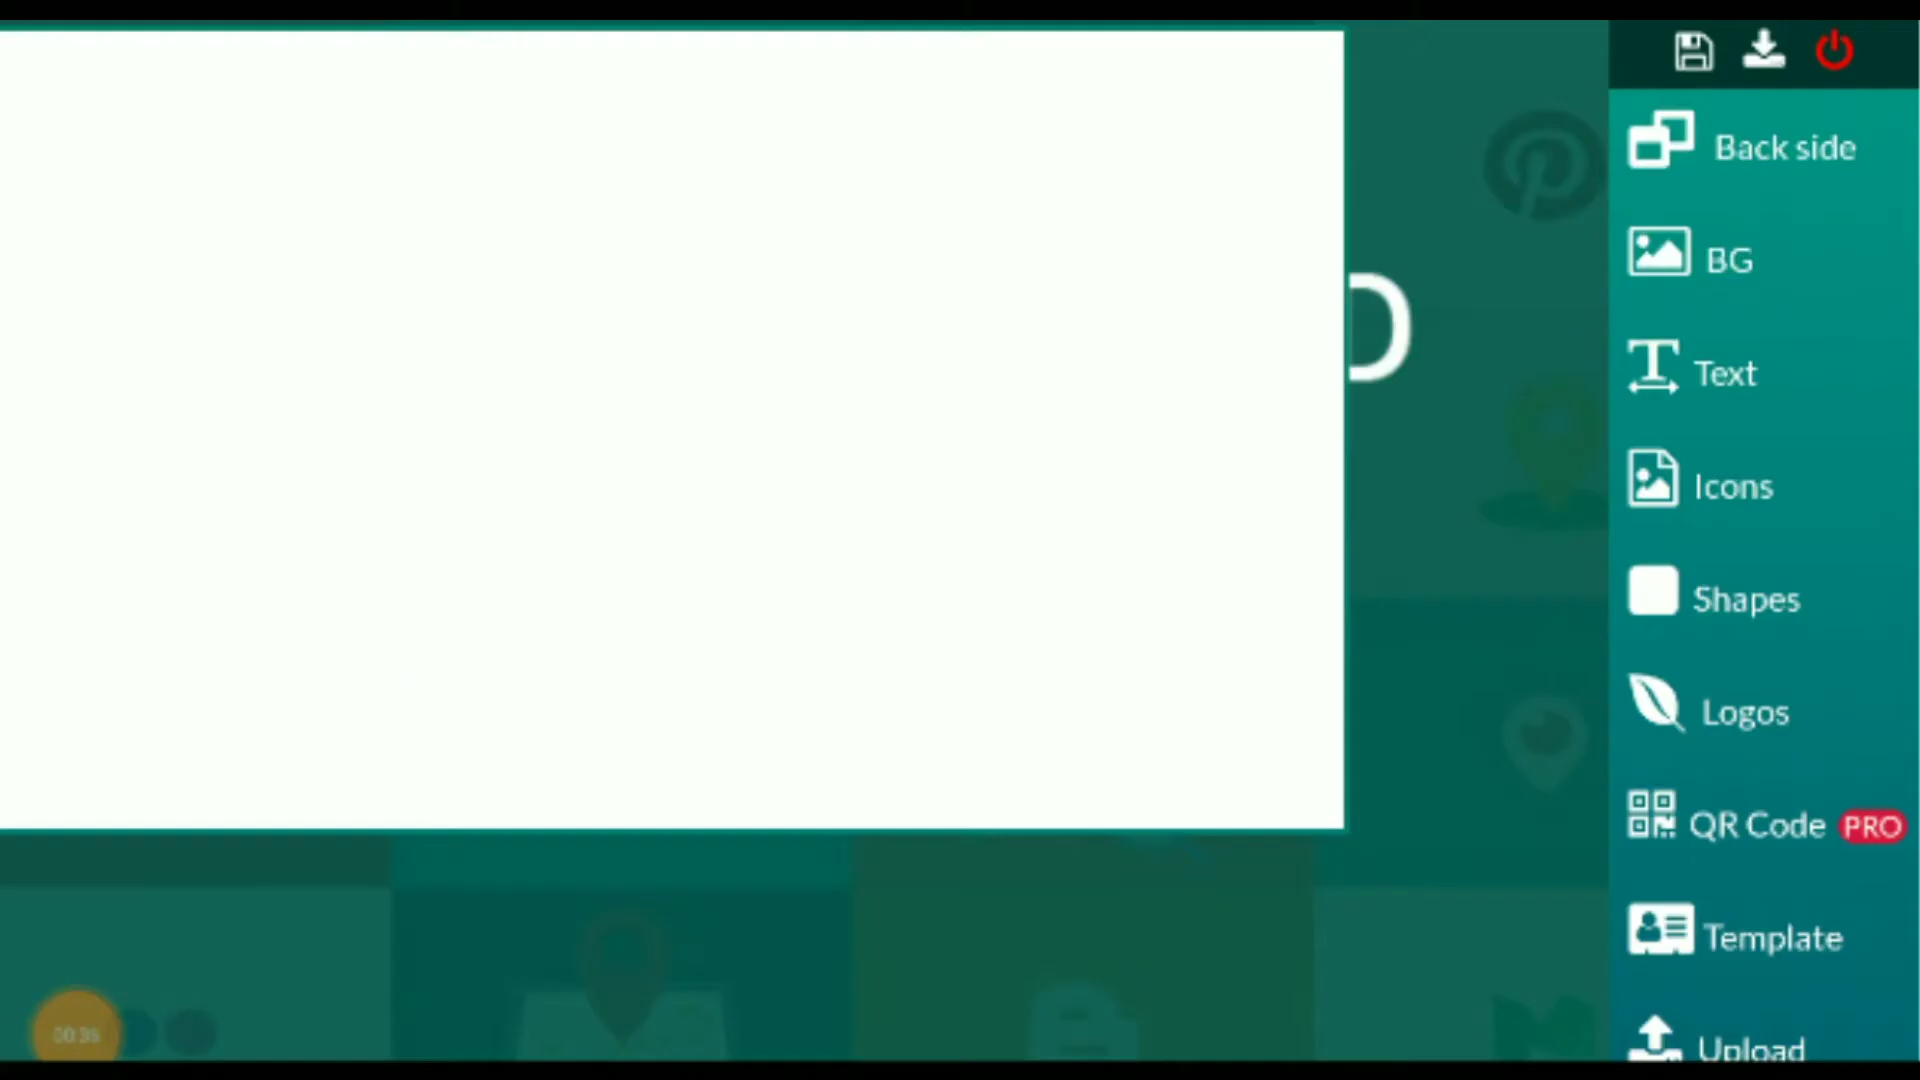 Back side
BG
Text
Icons
Shapes
Logos
QR Code PRO
Template
Upload